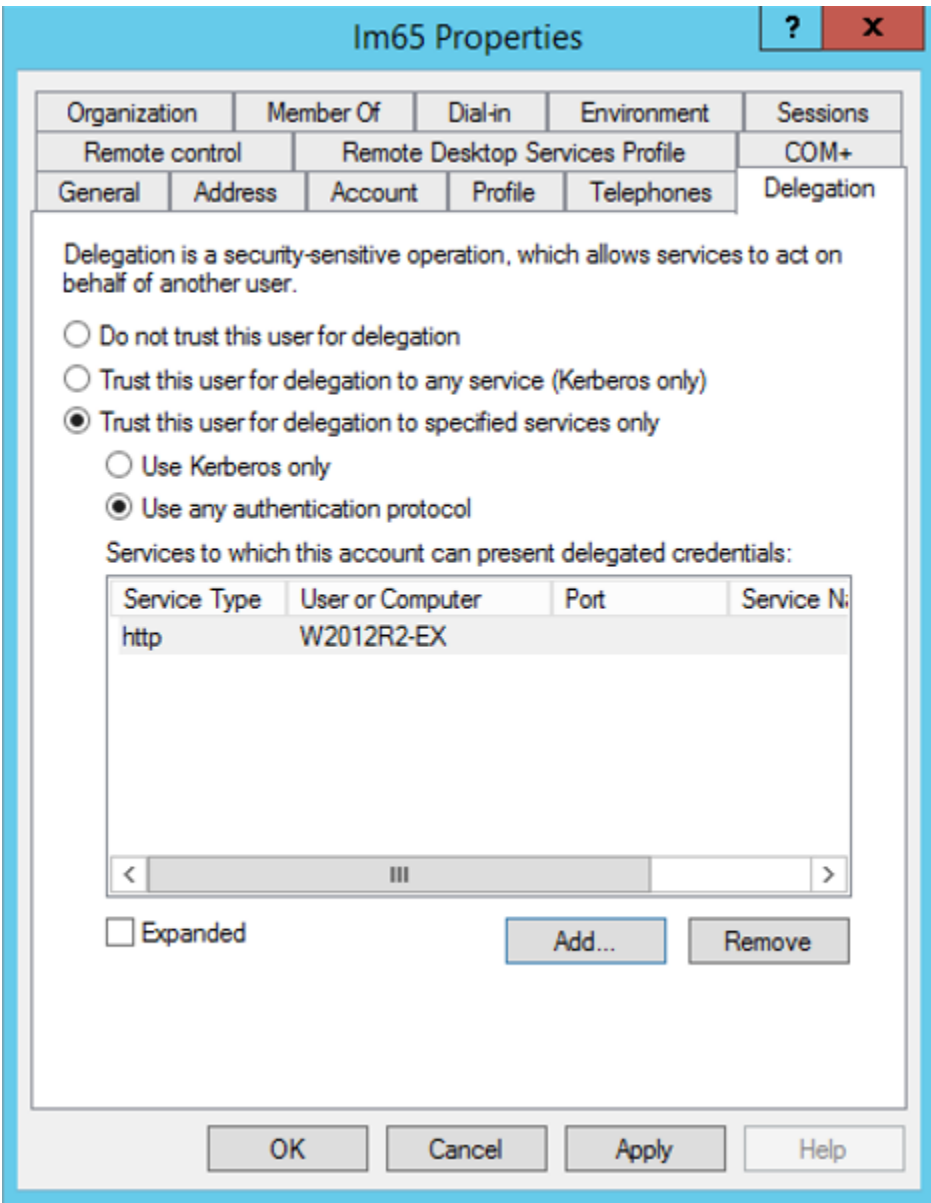 Im65 Properties
?
x
Organization
Member Of
Dial-in
Environment
Sessions
Remote control
Remote Desktop Services Profile
COM+
General
Address
Account
Profile
Telephones
Delegation
Delegation is a security-sensitive operation, which allows services to act on
behalf of another user.
Do not trust this user for delegation
Trust this user for delegation to any service (Kerberos only)
Trust this user for delegation to specified services only
Use Kerberos only
Use any authentication protocol
Services to which this account can present delegated credentials:
Service Type
User or Computer
Port
Service Na
http
W2012R2-EX
Expanded
Add...
Remove
OK
Cancel
Apply
Help